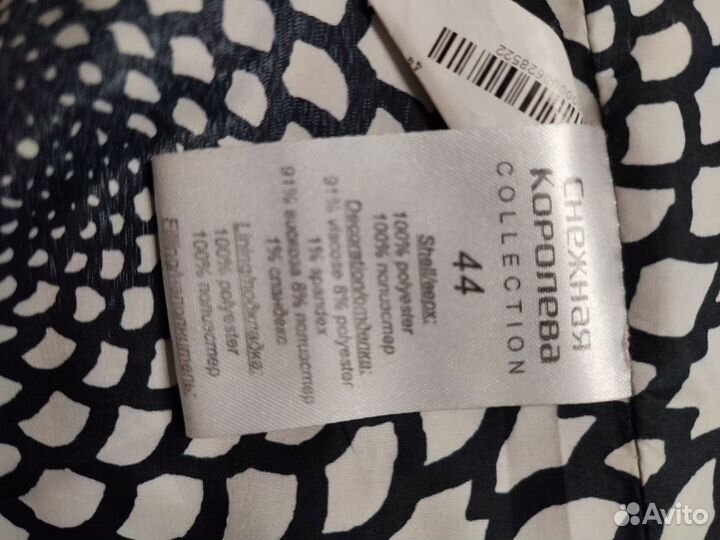 Снежная
Королева
COLLECTION
44
Shell/верх:
100% polyester
100% полиэстер
Decoration/отделка:
91% viscose 8% polyester
1% spandex
91% вискоза 8% полиэстер
1% спандекс
Lining/подкладка:
100% polyester
100% полиэстер
44
Avito